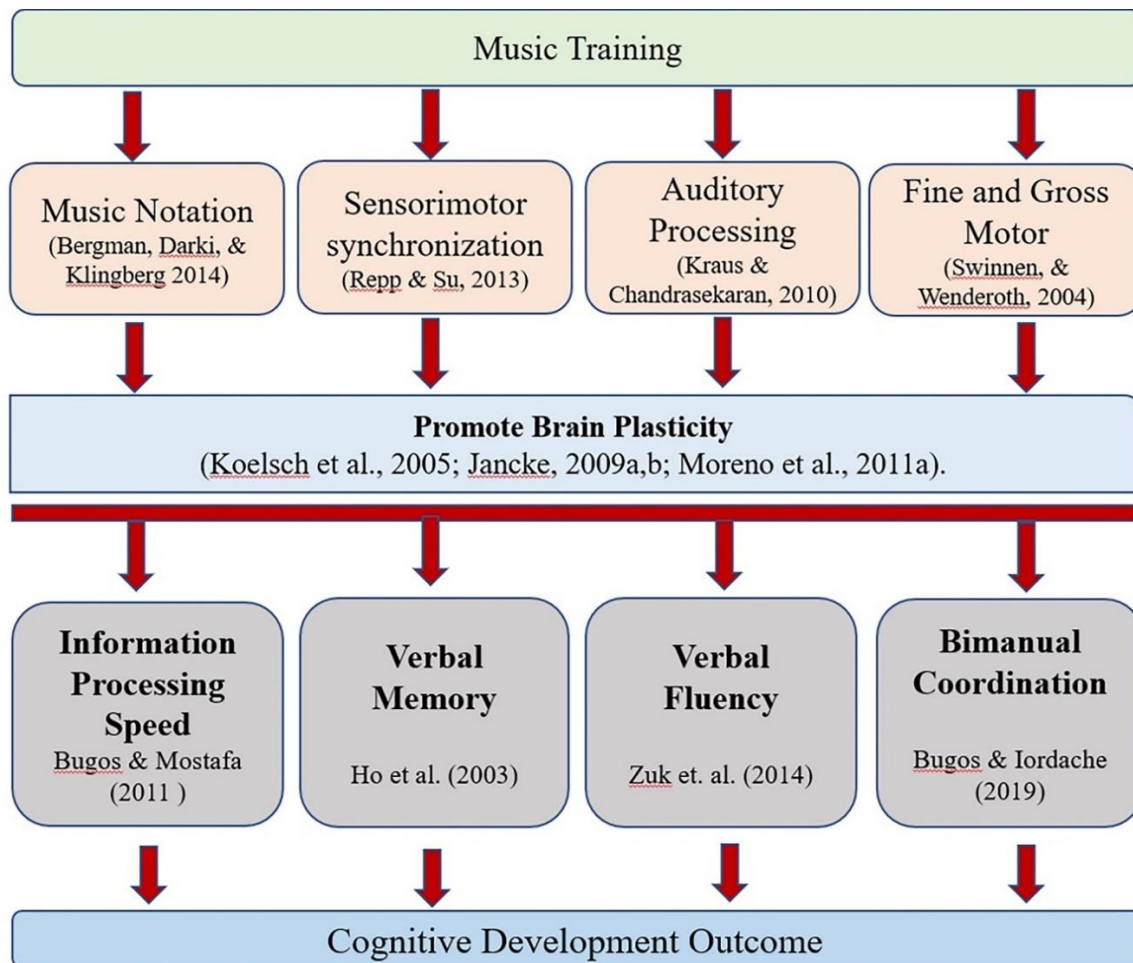 Music Training
Music Notation
(Bergman, Darki, &
Klingberg 2014)
Sensorimotor
synchronization
(Repp & Su, 2013)
Auditory
Processing
(Kraus &
Chandrasekaran, 2010)
Fine and Gross
Motor
(Swinnen, &
Wenderoth, 2004)
Promote Brain Plasticity
(Koelsch et al., 2005; Jancke, 2009a,b; Moreno et al., 2011a).
Information
Processing
Speed
Bugos & Mostafa
(2011 )
Verbal
Memory
Ho et al. (2003)
Verbal
Fluency
Zuk et. al. (2014)
Bimanual
Coordination
Bugos & Iordache
(2019)
Cognitive Development Outcome